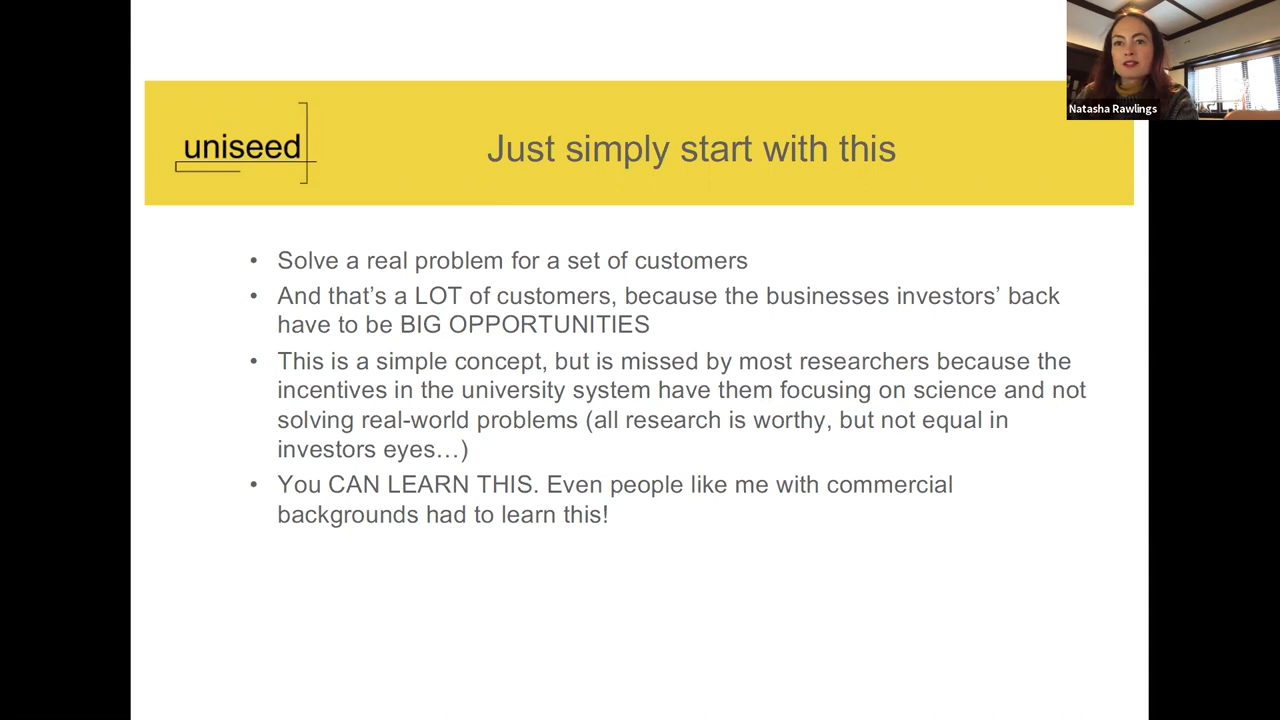 Natasha Rawlings
uniseed
Just simply start with this
• Solve a real problem for a set of customers
• And that’s a LOT of customers, because the businesses investors’ back
have to be BIG OPPORTUNITIES
• This is a simple concept, but is missed by most researchers because the
incentives in the university system have them focusing on science and not
solving real-world problems (all research is worthy, but not equal in
investors eyes…)
• You CAN LEARN THIS. Even people like me with commercial
backgrounds had to learn this!